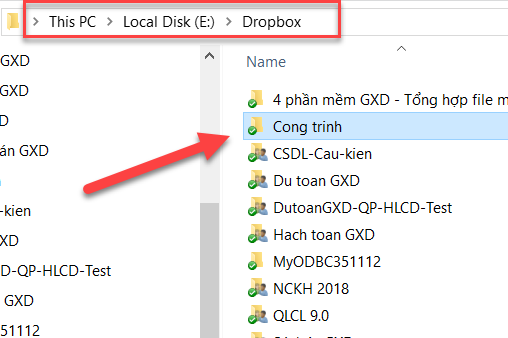 This PC > Local Disk (E:) > Dropbox
Name
GXD
GXD
D
án GXD
n
-kien
n GXD
D-QP-HLCD-Test
GXD
51112
8
4 phần mềm GXD - Tổng hợp file m
Cong trinh
CSDL-Cau-kien
Du toan GXD
DutoanGXD-QP-HLCD-Test
Hach toan GXD
MyODBC351112
NCKH 2018
QLCL 9.0